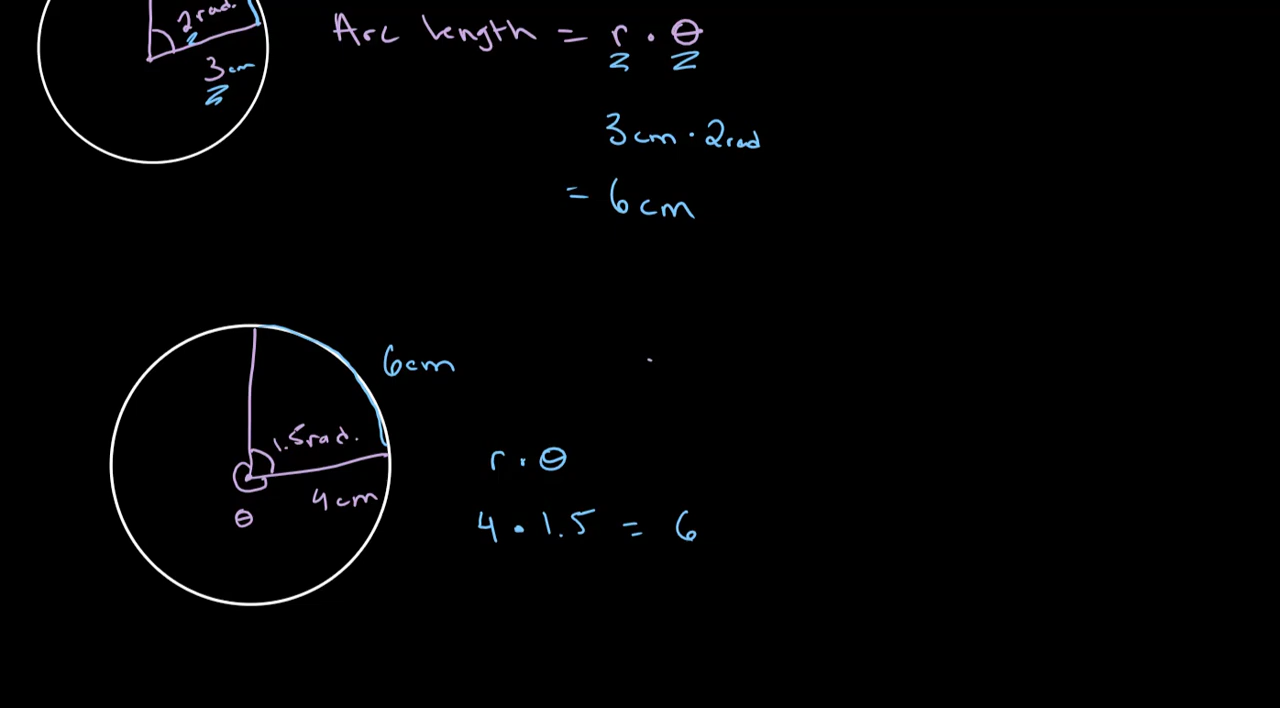 2rad.
3cm
Arc length = r · θ
3cm · 2rad
= 6cm
6cm
1.5rad.
4cm
θ
r · θ
4 · 1.5 = 6